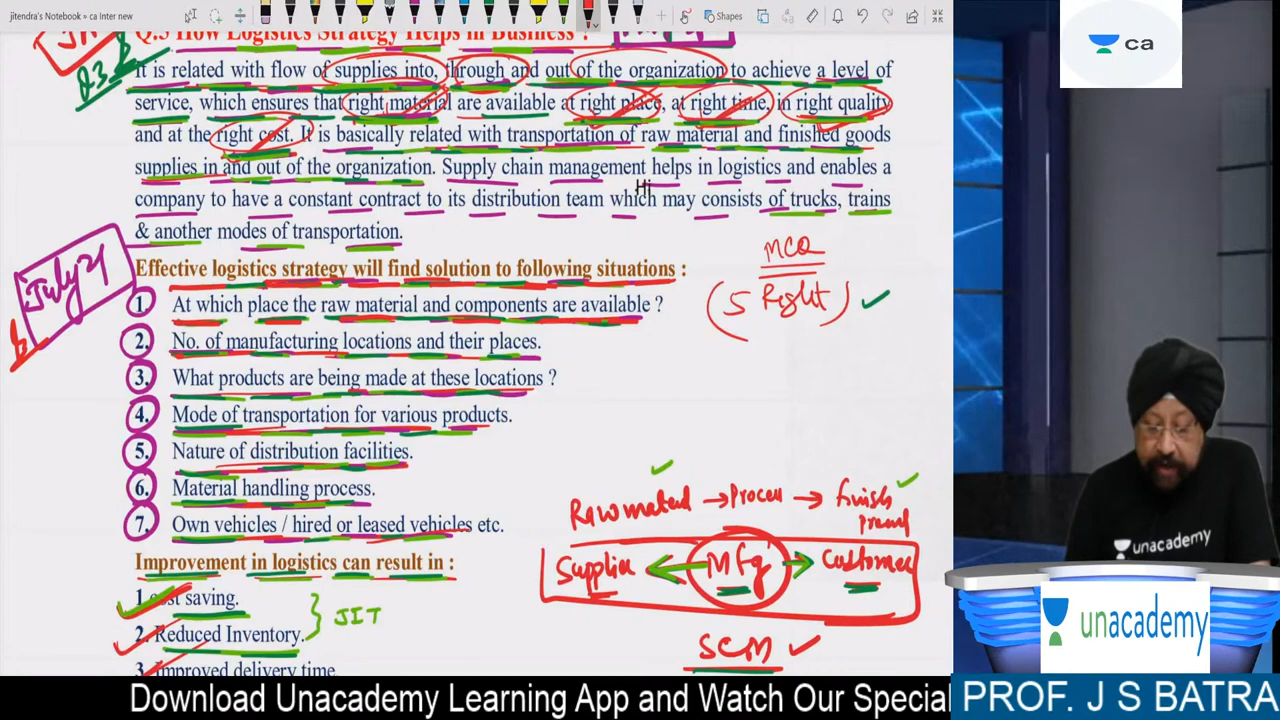 jitendra's Notebook » ca Inter new
Shapes
Q.3 How Logistics Strategy Helps in Business ?
It is related with flow of supplies into, through and out of the organization to achieve a level of
service, which ensures that right material are available at right place, at right time, in right quality
and at the right cost. It is basically related with transportation of raw material and finished goods
supplies in and out of the organization. Supply chain management helps in logistics and enables a
Hi
company to have a constant contract to its distribution team which may consists of trucks, trains
& another modes of transportation.
July 21
MCQ
(5 Right)
Effective logistics strategy will find solution to following situations :
1. At which place the raw material and components are available ?
2. No. of manufacturing locations and their places.
3. What products are being made at these locations ?
4. Mode of transportation for various products.
5. Nature of distribution facilities.
6. Material handling process.
7. Own vehicles / hired or leased vehicles etc.
Raw → Process → finish
Mfg
SCM
Improvement in logistics can result in :
1. Cost saving.
2. Reduced Inventory.
JIT
3. Improved delivery time.
ca
unacademy
unacademy
Download Unacademy Learning App and Watch Our Special
PROF. J S BATRA